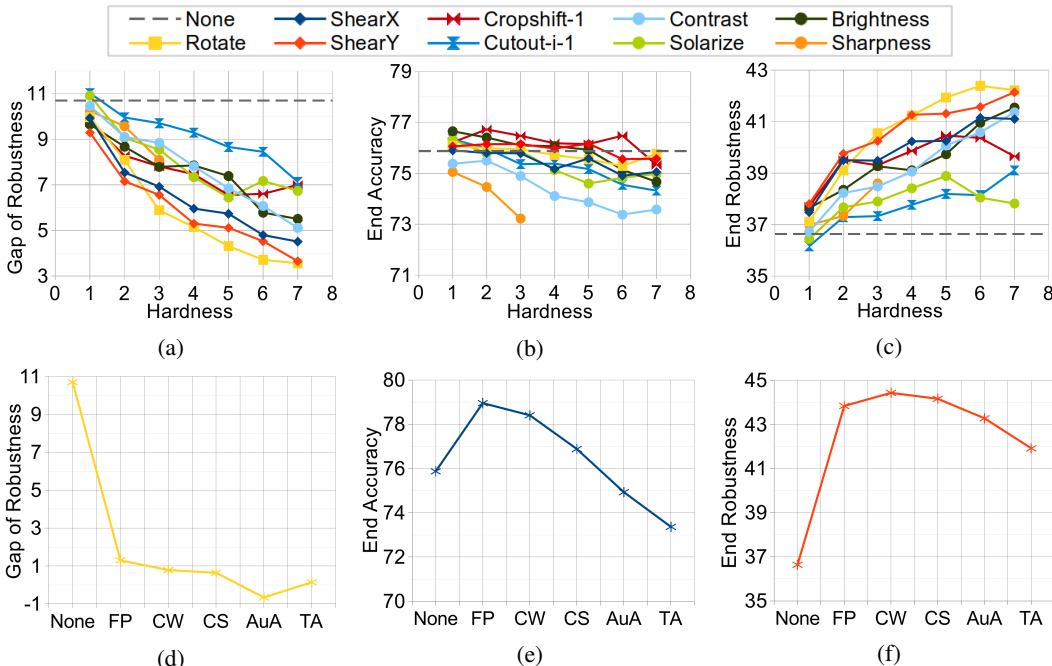 None ShearX Cropshift-1 Contrast Brightness
Rotate ShearY Cutout-i-1 Solarize Sharpness
Gap of Robustness
11
9
7
5
3
0 1 2 3 4 5 6 7 8
Hardness
(a)
End Accuracy
79
77
75
73
71
0 1 2 3 4 5 6 7 8
Hardness
(b)
End Robustness
43
41
39
37
35
0 1 2 3 4 5 6 7 8
Hardness
(c)
Gap of Robustness
11
9
7
5
3
1
-1
None FP CW CS AuA TA
(d)
End Accuracy
80
78
76
74
72
70
None FP CW CS AuA TA
(e)
End Robustness
45
43
41
39
37
35
None FP CW CS AuA TA
(f)